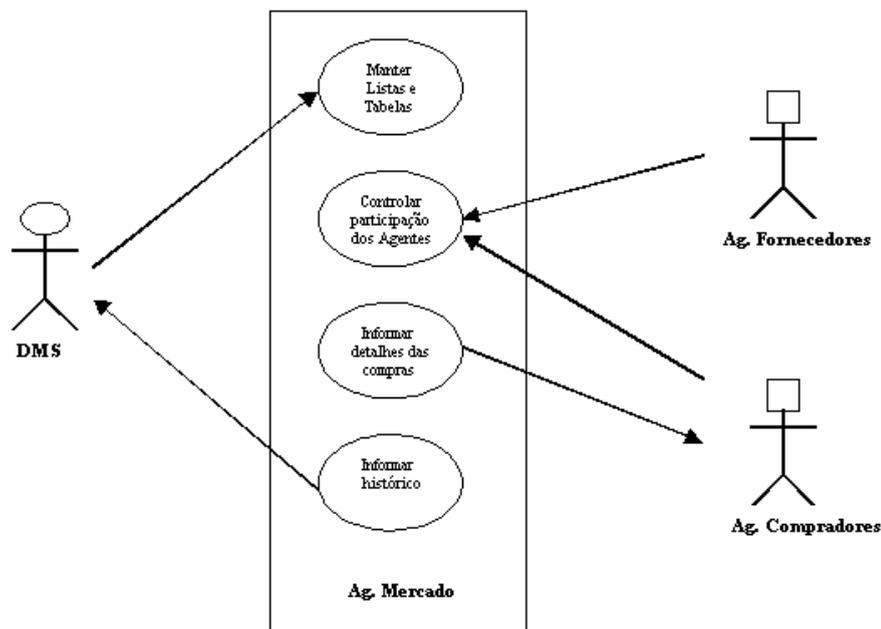 Manter
Listas e
Tabelas
Controlar
participação
dos Agentes
Ag. Fornecedores
DMS
Informar
detalhes das
compras
Informar
histórico
Ag. Compradores
Ag. Mercado